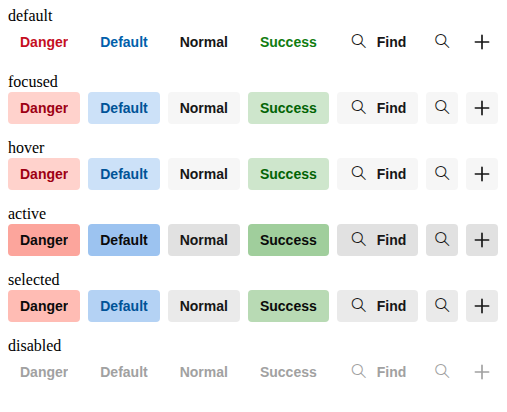 default
Danger Default Normal Success Find
focused
Danger Default Normal Success Find
hover
Danger Default Normal Success Find
active
Danger Default Normal Success Find
selected
Danger Default Normal Success Find
disabled
Danger Default Normal Success Find